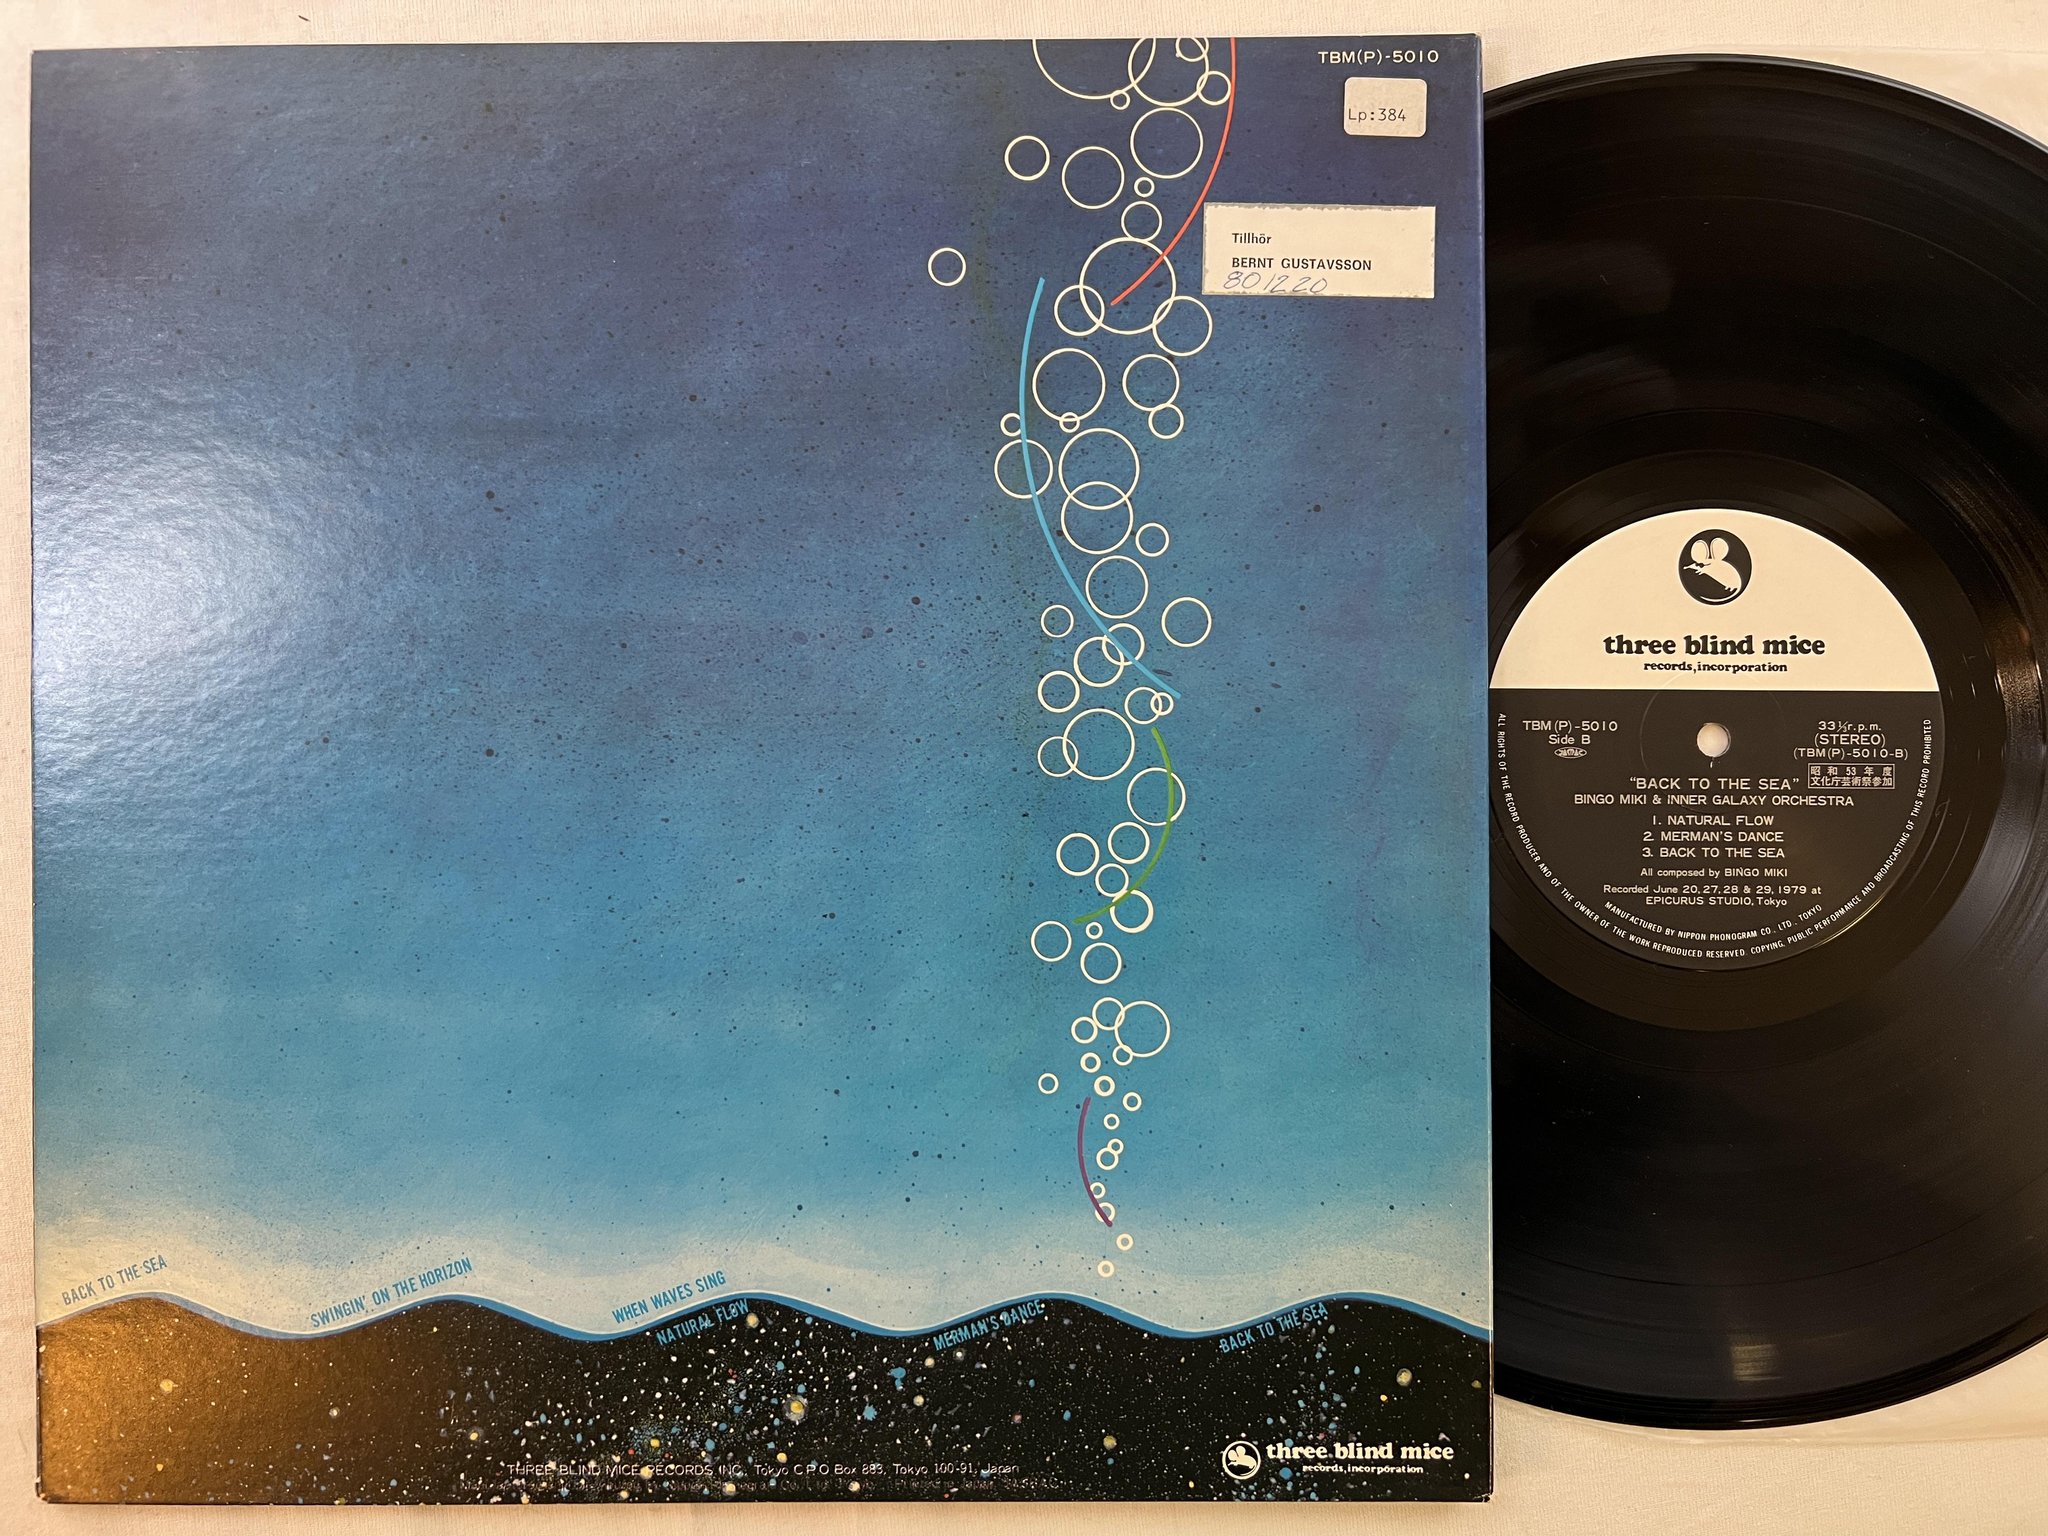 TBM(P)-5010
Lp:384
Tillhör
BERNT GUSTAVSSON
801220
BACK TO THE SEA
SWINGIN' ON THE HORIZON
WHEN WAVES SING
NATURAL FLOW
MERMAN'S DANCE
BACK TO THE SEA
three blind mice
records, incorporation
THREE BLIND MICE RECORDS INC., Tokyo C P O Box 883, Tokyo 100-91, Japan
three blind mice
records, incorporation
TBM(P)-5010
Side B
33⅓r.p.m.
(STEREO)
(TBM(P)-5010-B)
昭和53年度
文化庁芸術祭参加
"BACK TO THE SEA"
BINGO MIKI & INNER GALAXY ORCHESTRA
1. NATURAL FLOW
2. MERMAN'S DANCE
3. BACK TO THE SEA
All composed by BINGO MIKI
Recorded June 20, 27, 28 & 29, 1979 at
EPICURUS STUDIO, Tokyo
MANUFACTURED BY NIPPON PHONOGRAM CO., LTD., TOKYO
ALL RIGHTS OF THE RECORD PRODUCER AND OF THE OWNER OF THE WORK REPRODUCED RESERVED. COPYING, PUBLIC PERFORMANCE AND BROADCASTING OF THIS RECORD PROHIBITED